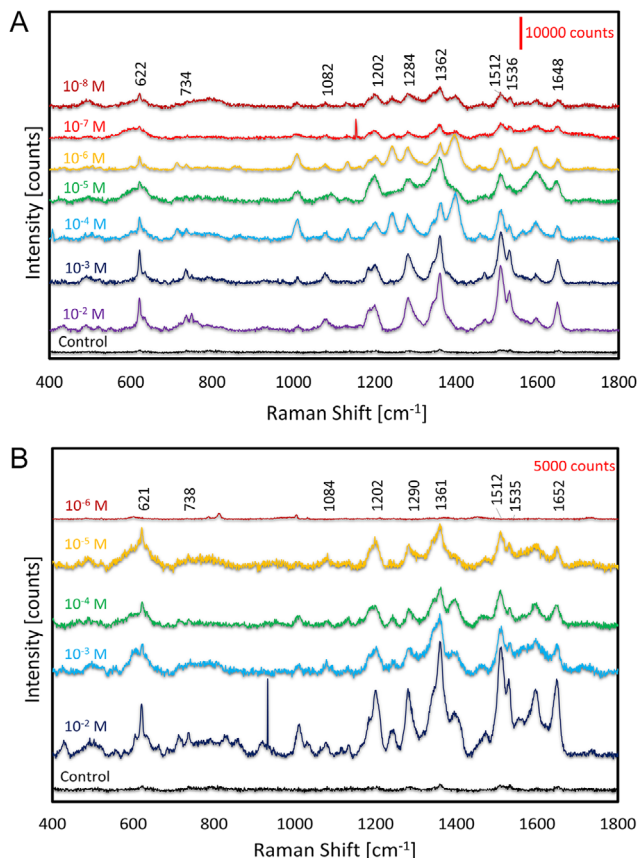 A
10000 counts
622
734
1082
1202
1284
1362
1512
1536
1648
10⁻⁸ M
10⁻⁷ M
10⁻⁶ M
10⁻⁵ M
10⁻⁴ M
10⁻³ M
10⁻² M
Control
Intensity [counts]
400 600 800 1000 1200 1400 1600 1800
Raman Shift [cm⁻¹]
B
5000 counts
621
738
1084
1202
1290
1361
1512
1535
1652
10⁻⁶ M
10⁻⁵ M
10⁻⁴ M
10⁻³ M
10⁻² M
Control
Intensity [counts]
400 600 800 1000 1200 1400 1600 1800
Raman Shift [cm⁻¹]